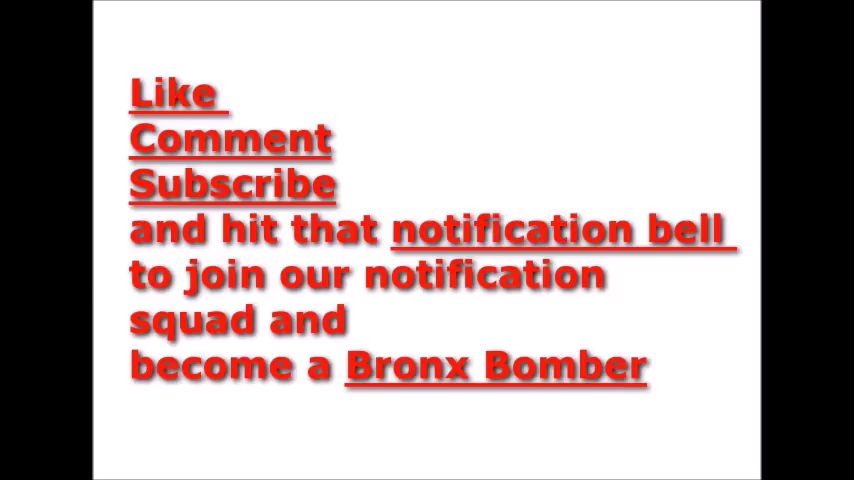 Like
Comment
Subscribe
and hit that notification bell
to join our notification
squad and
become a Bronx Bomber